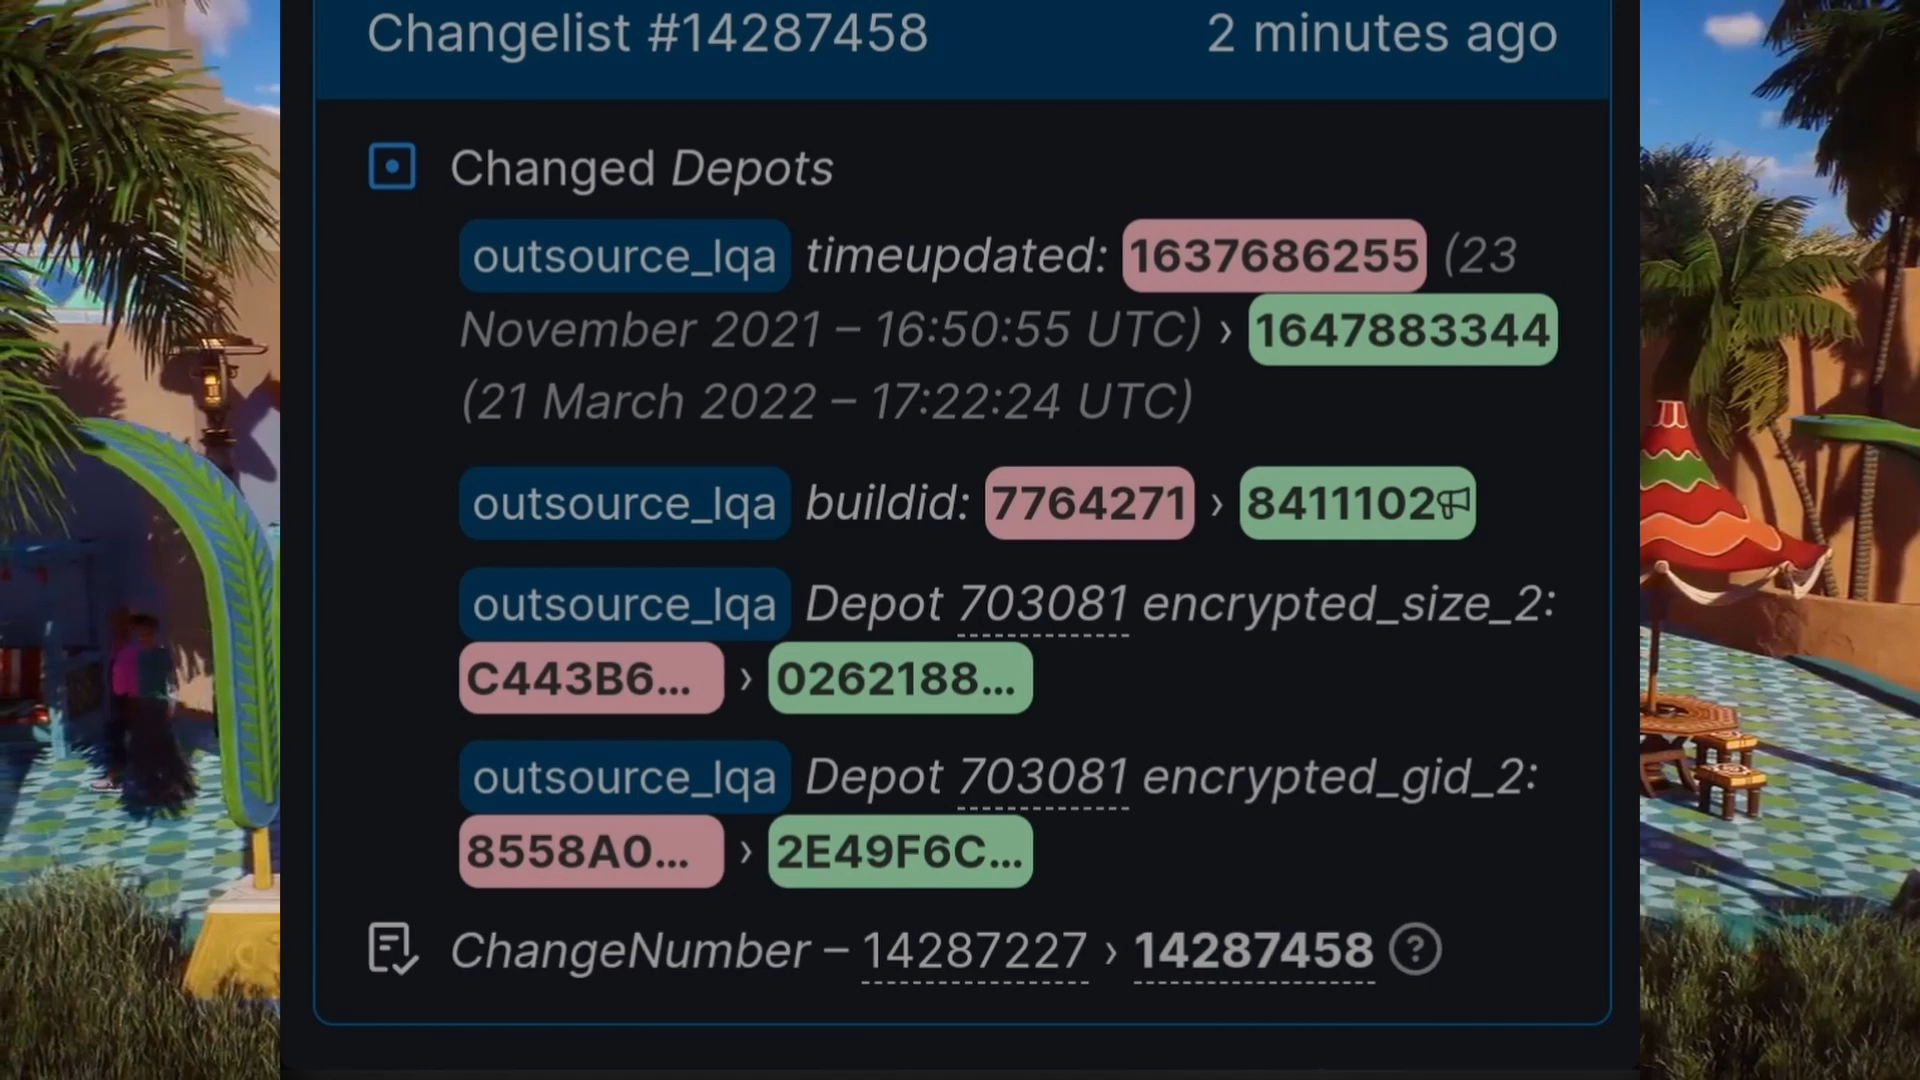 Changelist #14287458 2 minutes ago
Changed Depots
outsource_lqa timeupdated: 1637686255 (23
November 2021 – 16:50:55 UTC) › 1647883344
(21 March 2022 – 17:22:24 UTC)
outsource_lqa buildid: 7764271 › 8411102
outsource_lqa Depot 703081 encrypted_size_2:
C443B6... › 0262188...
outsource_lqa Depot 703081 encrypted_gid_2:
8558A0... › 2E49F6C...
ChangeNumber – 14287227 › 14287458 ?